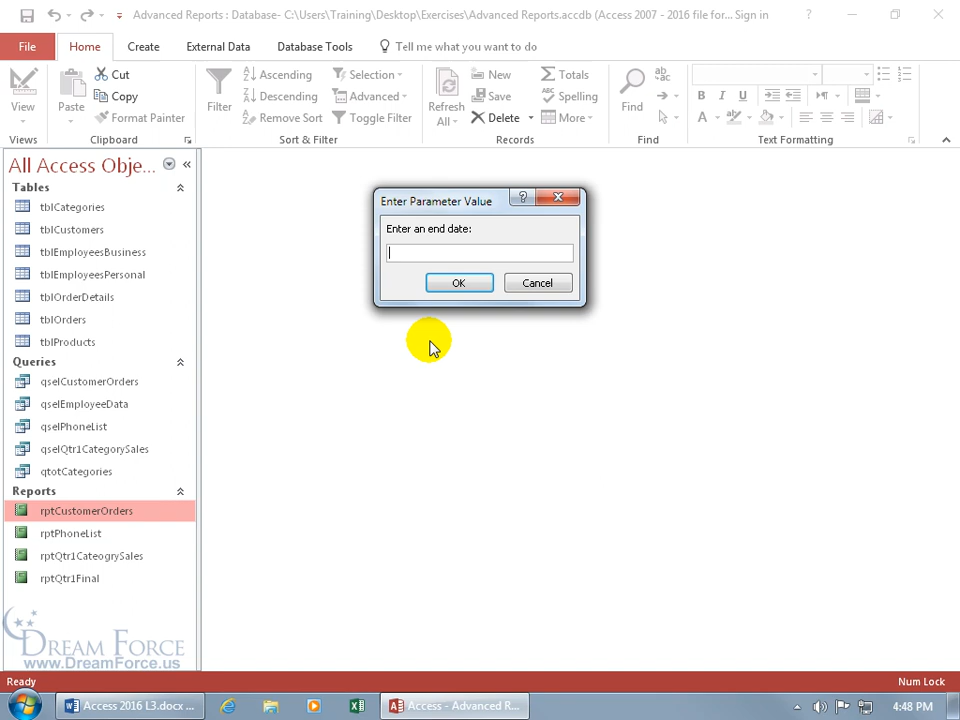 Advanced Reports : Database- C:\Users\Training\Desktop\Exercises\Advanced Reports.accdb (Access 2007 - 2016 file for... Sign in ?
File Home Create External Data Database Tools Tell me what you want to do
View
Views
Paste
Cut
Copy
Format Painter
Clipboard
Filter
Ascending
Descending
Remove Sort
Selection
Advanced
Toggle Filter
Sort & Filter
Refresh
All
New
Save
Delete
Totals
Spelling
More
Records
Find
Find
B I U
A
A
Text Formatting
All Access Obje...
Tables
tblCategories
tblCustomers
tblEmployeesBusiness
tblEmployeesPersonal
tblOrderDetails
tblOrders
tblProducts
Queries
qselCustomerOrders
qselEmployeeData
qselPhoneList
qselQtr1CategorySales
qtotCategories
Reports
rptCustomerOrders
rptPhoneList
rptQtr1CateogrySales
rptQtr1Final
DREAM FORCE
www.DreamForce.us
Enter Parameter Value ?
Enter an end date:
OK
Cancel
Ready
Num Lock
Access 2016 L3.docx ...
Access - Advanced R...
4:48 PM